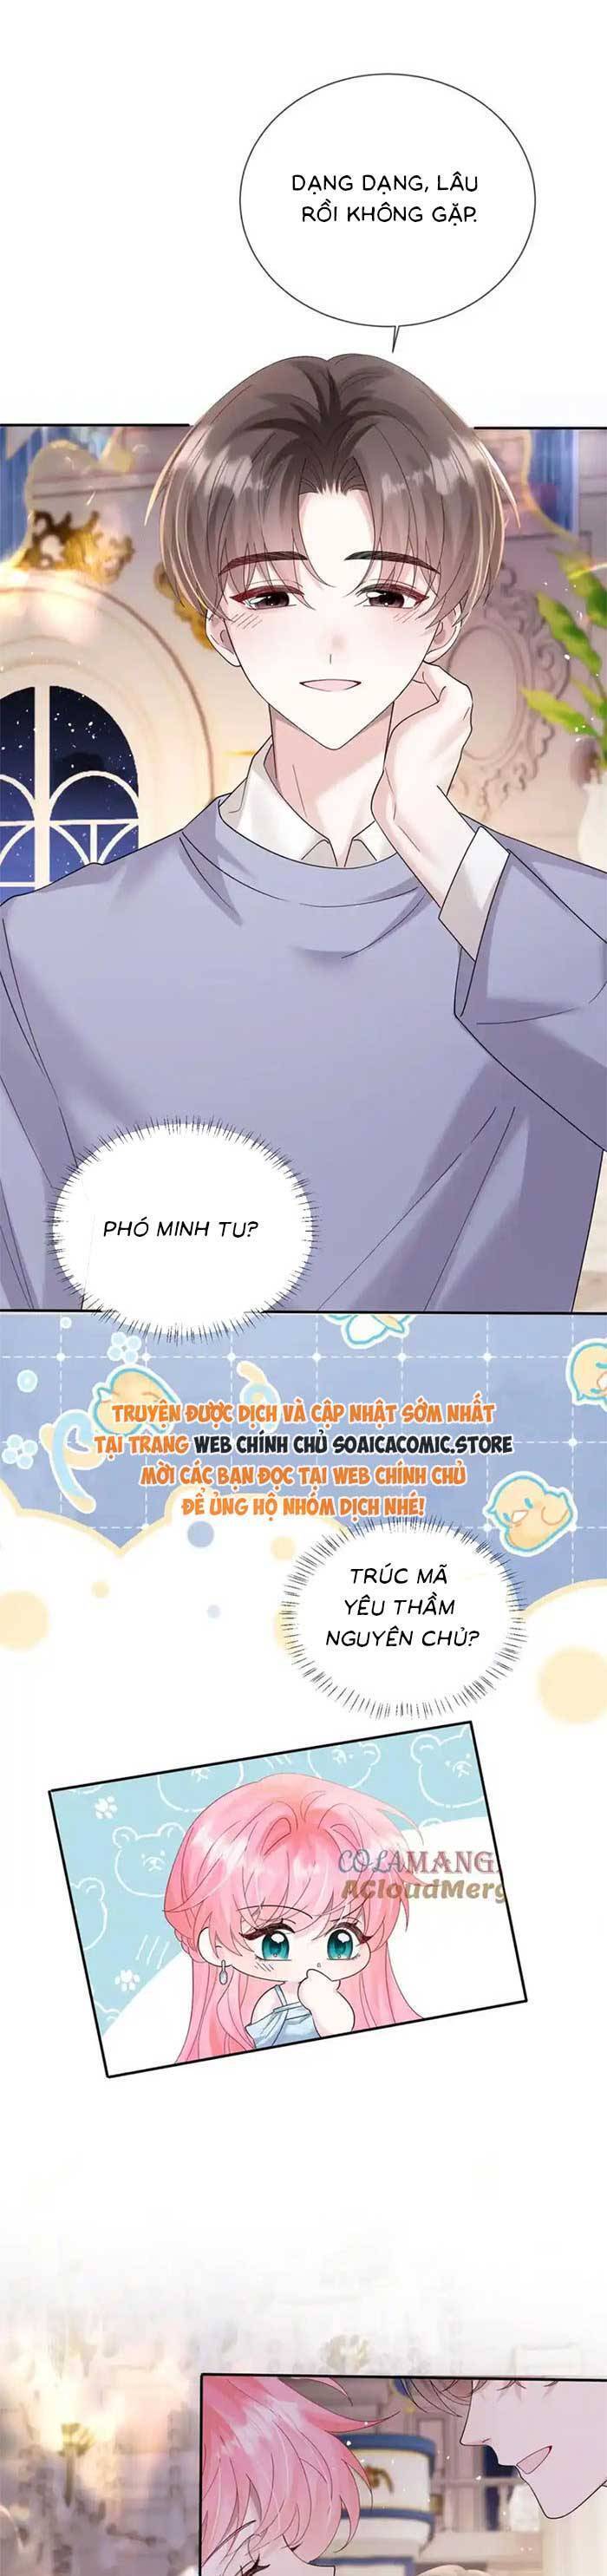 DẠNG DẠNG, LÂU
RỒI KHÔNG GẶP.
PHÓ MINH TU?
TRUYỆN ĐƯỢC DỊCH VÀ CẬP NHẬT SỚM NHẤT
TẠI TRANG WEB CHÍNH CHỦ SOAICACOMIC.STORE
MỜI CÁC BẠN ĐỌC TẠI WEB CHÍNH CHỦ
ĐỂ ỦNG HỘ NHÓM DỊCH NHÉ!
TRÚC MÃ
YÊU THẦM
NGUYÊN CHỦ?
COLAMANGA
ACloudMerg